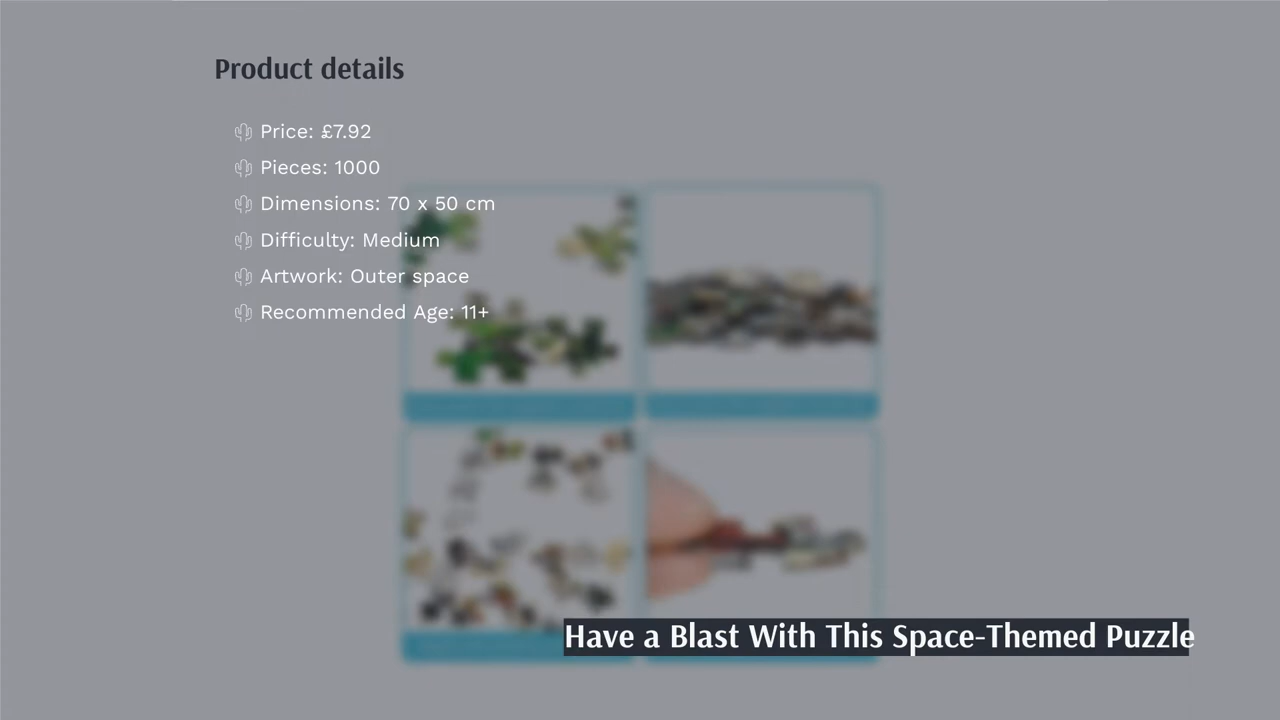 Product details
Price: £7.92
Pieces: 1000
Dimensions: 70 x 50 cm
Difficulty: Medium
Artwork: Outer space
Recommended Age: 11+
Have a Blast With This Space-Themed Puzzle